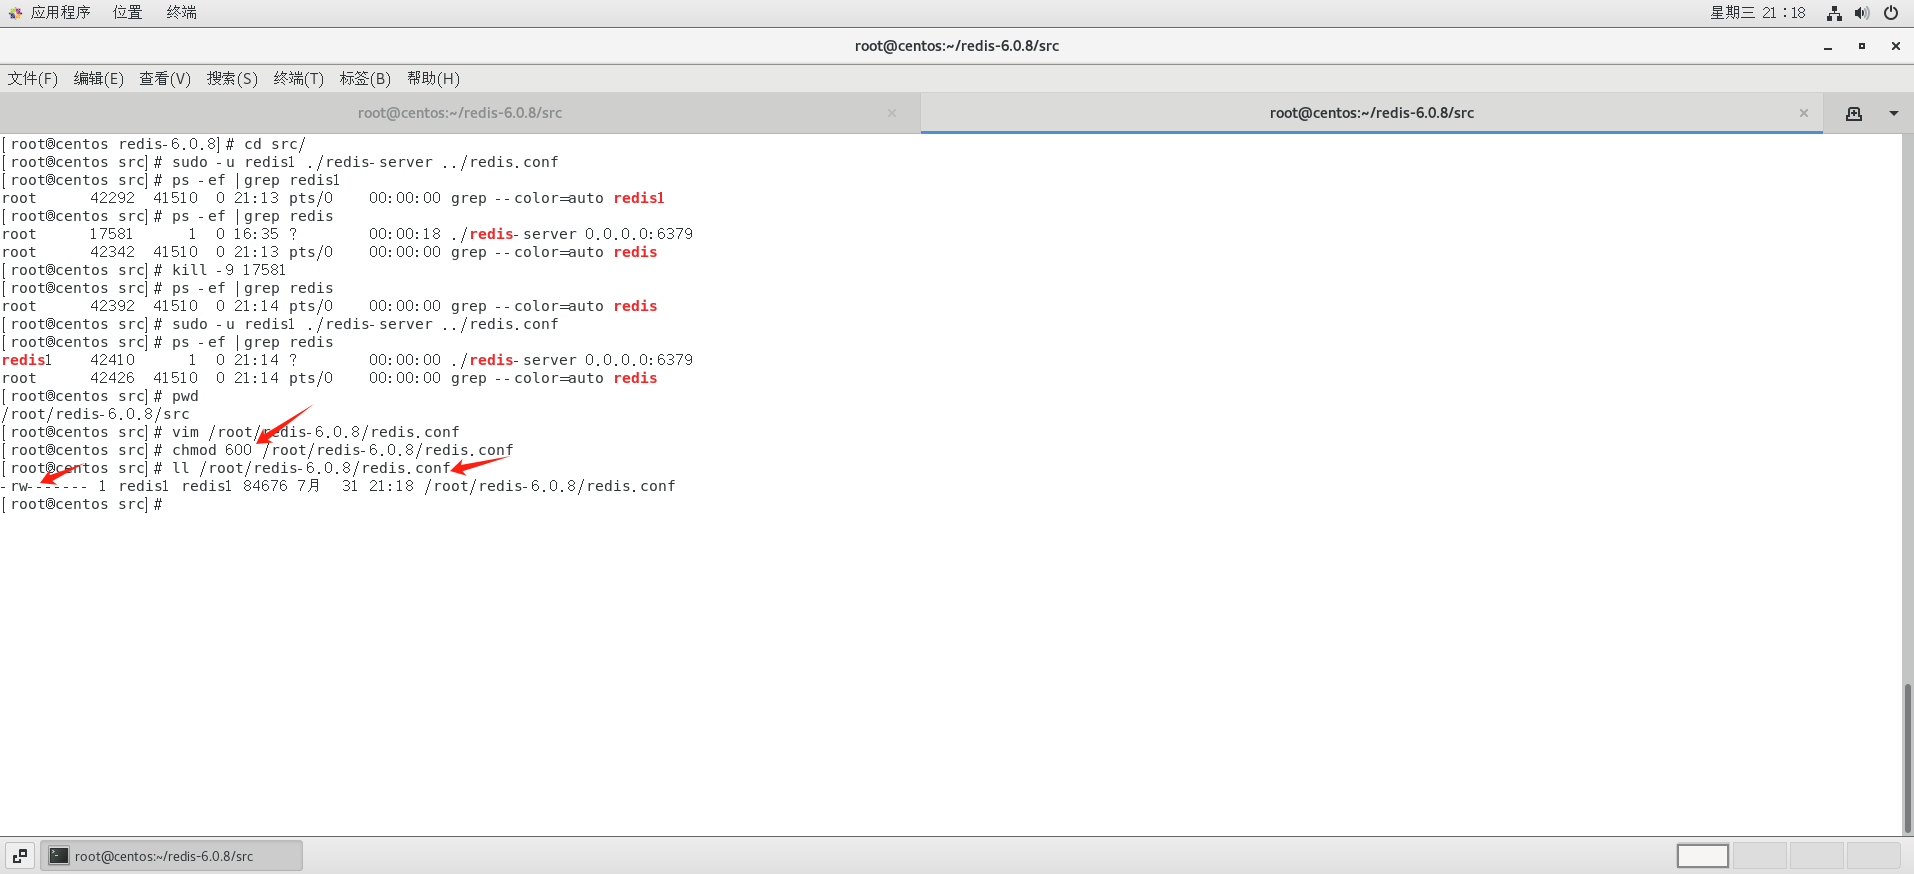 应用程序 位置 终端 星期三 21：18
root@centos:~/redis-6.0.8/src
文件(F) 编辑(E) 查看(V) 搜索(S) 终端(T) 标签(B) 帮助(H)
root@centos:~/redis-6.0.8/src × root@centos:~/redis-6.0.8/src ×
[root@centos redis-6.0.8]# cd src/
[root@centos src]# sudo -u redis1 ./redis-server ../redis.conf
[root@centos src]# ps -ef |grep redis1
root      42292  41510  0 21:13 pts/0    00:00:00 grep --color=auto redis1
[root@centos src]# ps -ef |grep redis
root      17581      1  0 16:35 ?        00:00:18 ./redis-server 0.0.0.0:6379
root      42342  41510  0 21:13 pts/0    00:00:00 grep --color=auto redis
[root@centos src]# kill -9 17581
[root@centos src]# ps -ef |grep redis
root      42392  41510  0 21:14 pts/0    00:00:00 grep --color=auto redis
[root@centos src]# sudo -u redis1 ./redis-server ../redis.conf
[root@centos src]# ps -ef |grep redis
redis1    42410      1  0 21:14 ?        00:00:00 ./redis-server 0.0.0.0:6379
root      42426  41510  0 21:14 pts/0    00:00:00 grep --color=auto redis
[root@centos src]# pwd
/root/redis-6.0.8/src
[root@centos src]# vim /root/redis-6.0.8/redis.conf
[root@centos src]# chmod 600 /root/redis-6.0.8/redis.conf
[root@centos src]# ll /root/redis-6.0.8/redis.conf
-rw------- 1 redis1 redis1 84676 7月  31 21:18 /root/redis-6.0.8/redis.conf
[root@centos src]#
root@centos:~/redis-6.0.8/src